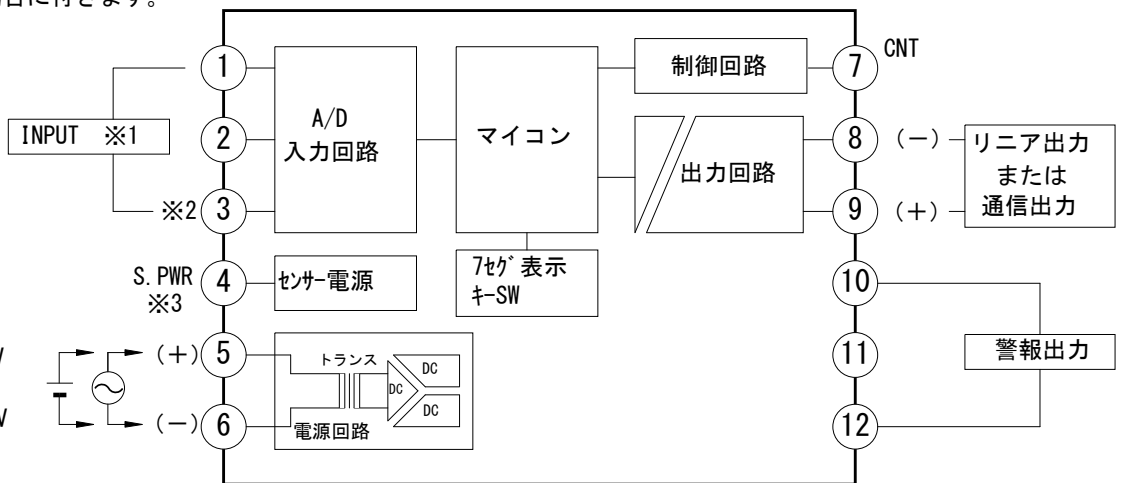 に付きます。
1
INPUT ※1
2
※2 3
S.PWR 4
※3
(+) 5
V
(−) 6
V
A/D
入力回路
センサー電源
トランス
DC
DC
DC
電源回路
マイコン
7セグ表示
キーSW
制御回路
出力回路
7 CNT
8 (−)
9 (+)
リニア出力
または
通信出力
10
11
12
警報出力